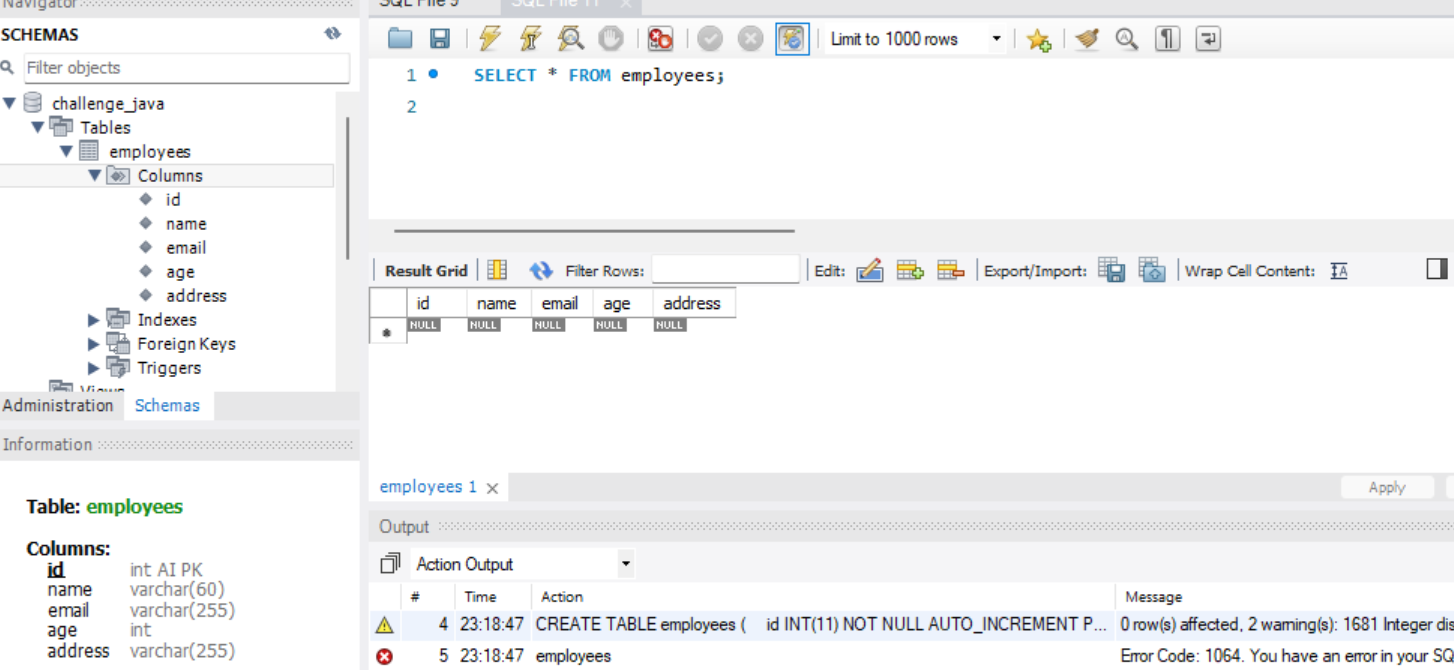 Navigator
SCHEMAS
Filter objects
challenge_java
Tables
employees
Columns
id
name
email
age
address
Indexes
Foreign Keys
Triggers
Views
Administration Schemas
Information
Table: employees
Columns:
id int AI PK
name varchar(60)
email varchar(255)
age int
address varchar(255)
SQL File 11
Limit to 1000 rows
1 SELECT * FROM employees;
2
Result Grid Filter Rows: Edit: Export/Import: Wrap Cell Content:
id name email age address
NULL NULL NULL NULL NULL
employees 1
Apply
Output
Action Output
# Time Action Message
4 23:18:47 CREATE TABLE employees ( id INT(11) NOT NULL AUTO_INCREMENT P... 0 row(s) affected, 2 warning(s): 1681 Integer dis
5 23:18:47 employees Error Code: 1064. You have an error in your SQ